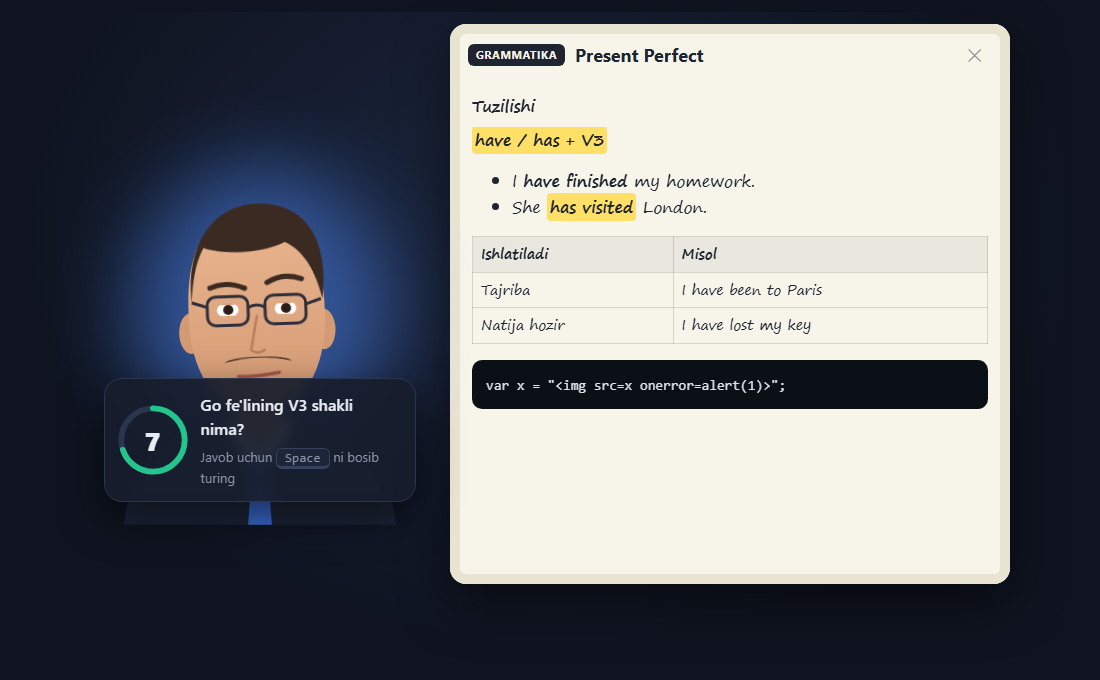 GRAMMATIKA Present Perfect
Tuzilishi
have / has + V3
I have finished my homework.
She has visited London.
Ishlatiladi Misol
Tajriba I have been to Paris
Natija hozir I have lost my key
var x = "<img src=x onerror=alert(1)>";
7
Go fe'lining V3 shakli
nima?
Javob uchun Space ni bosib
turing